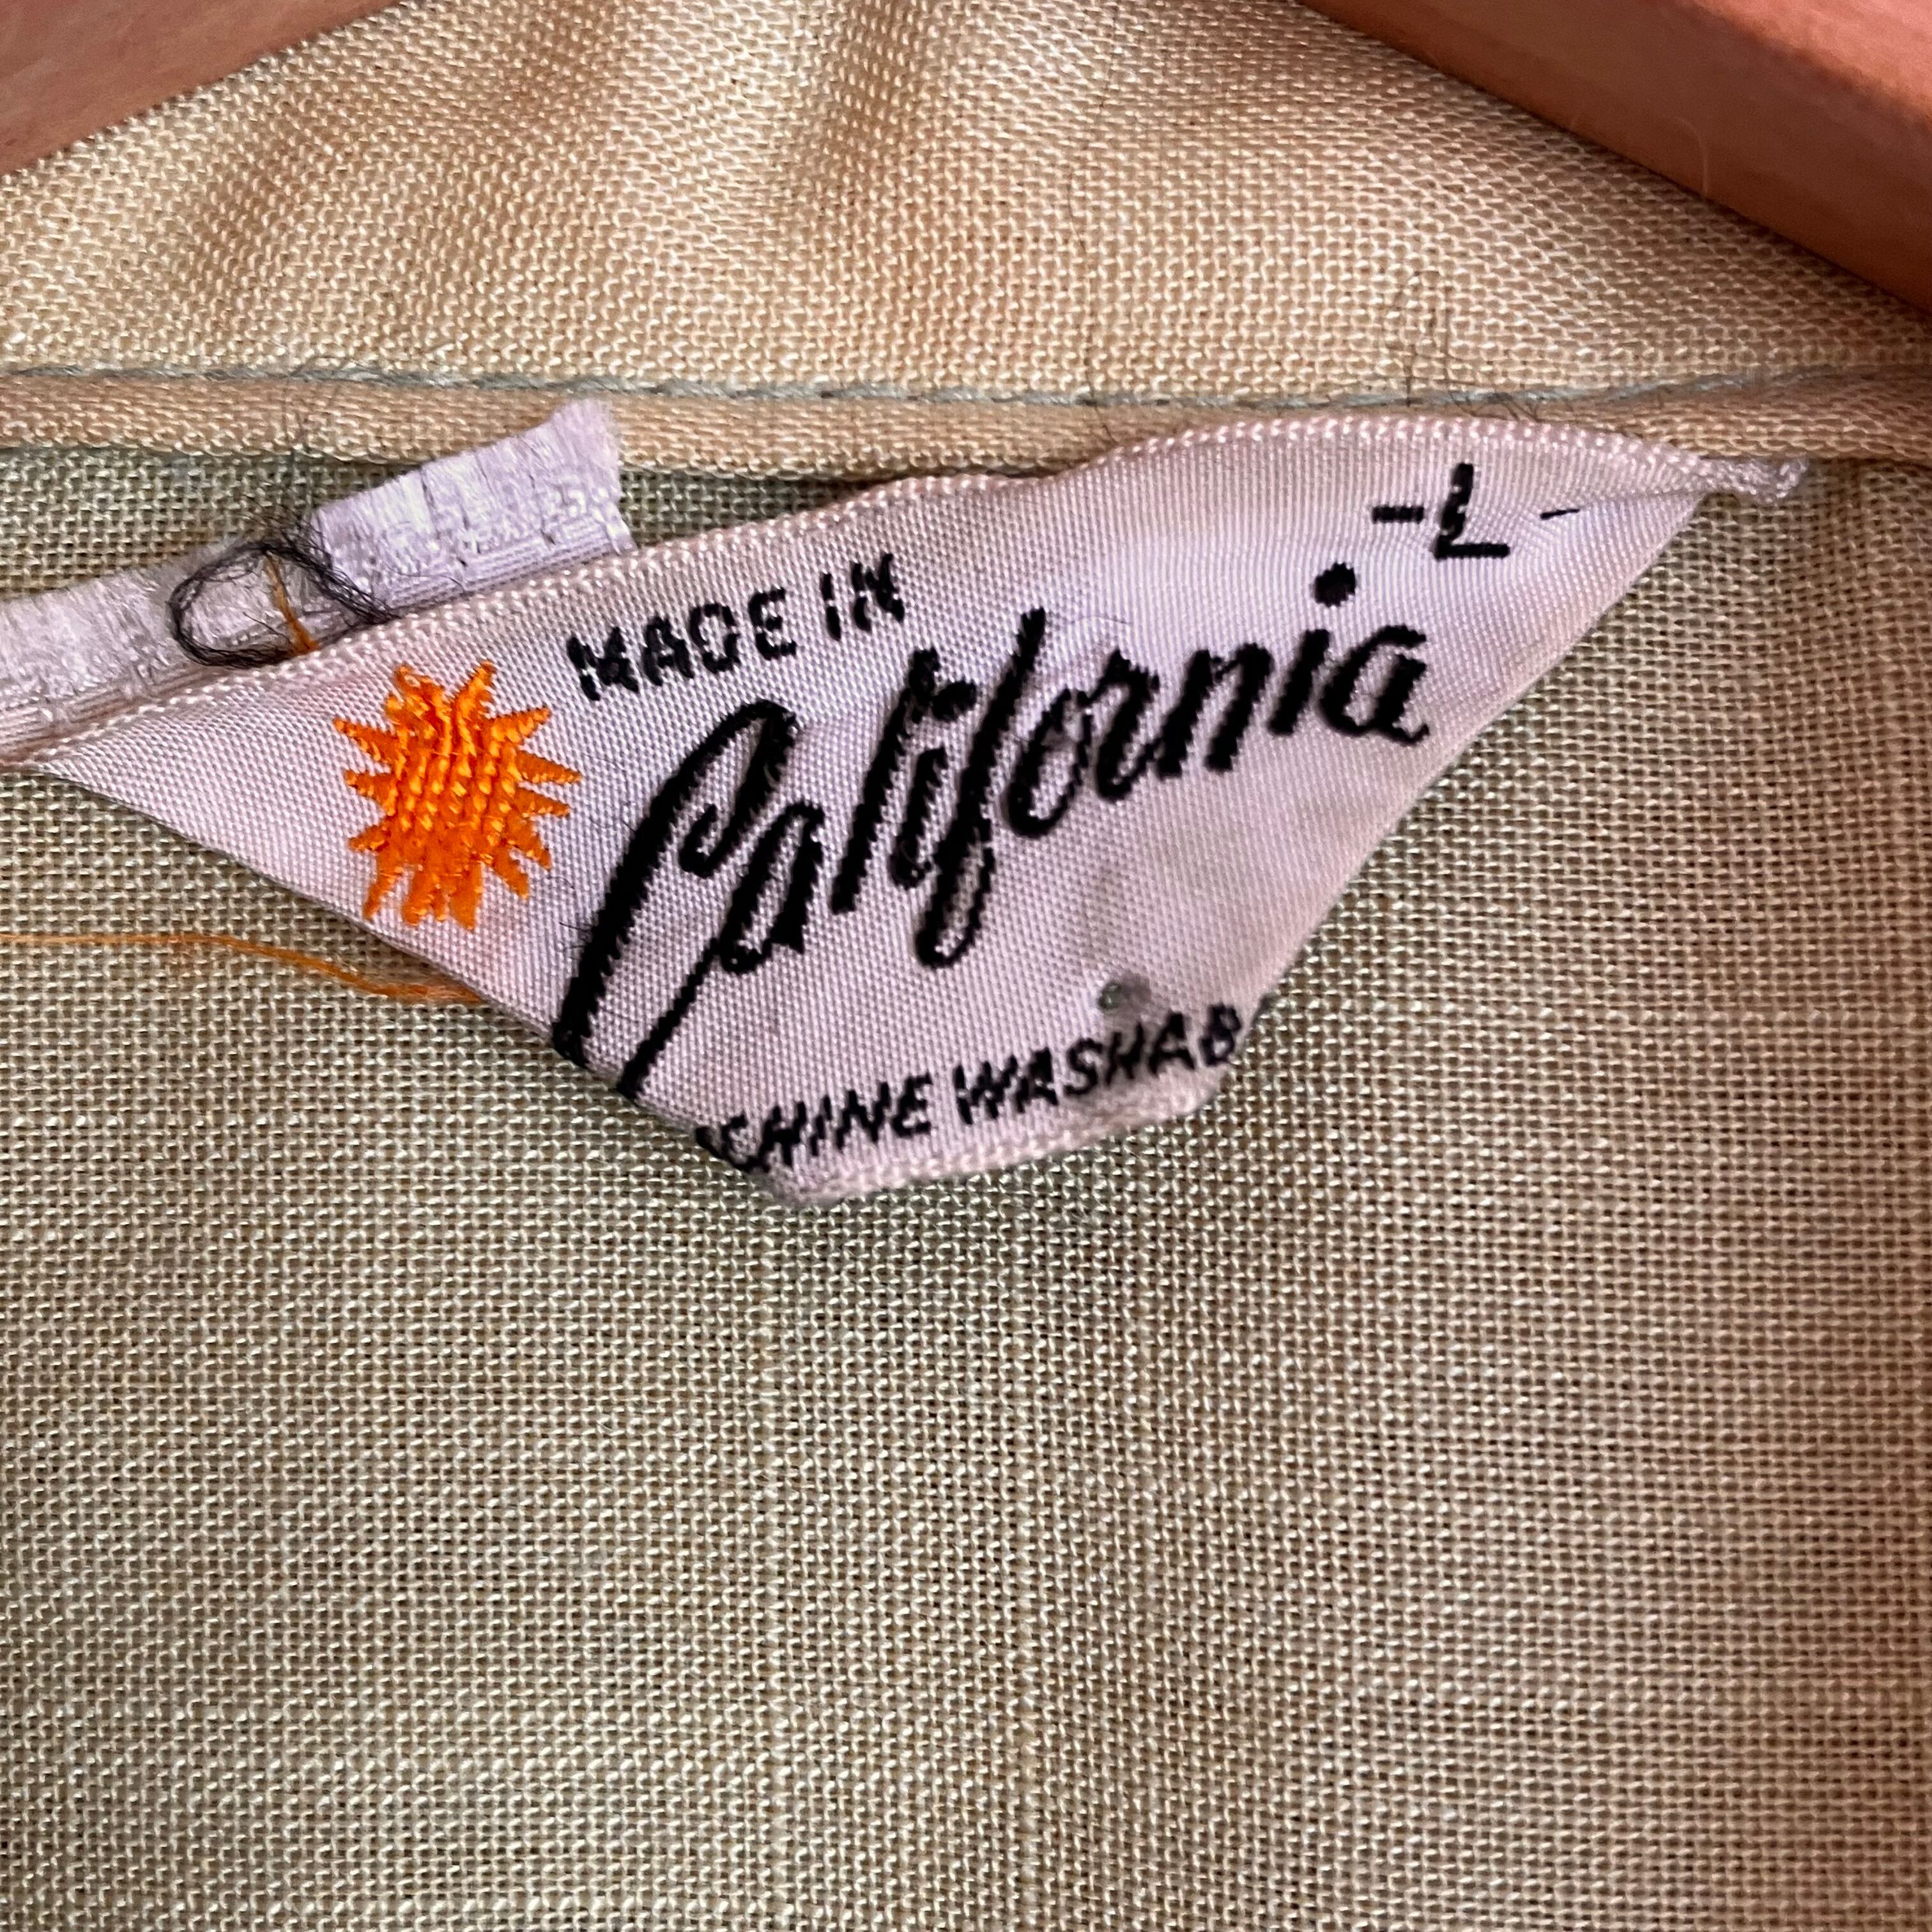 -L-
MADE IN
California
CHINE WASHAB